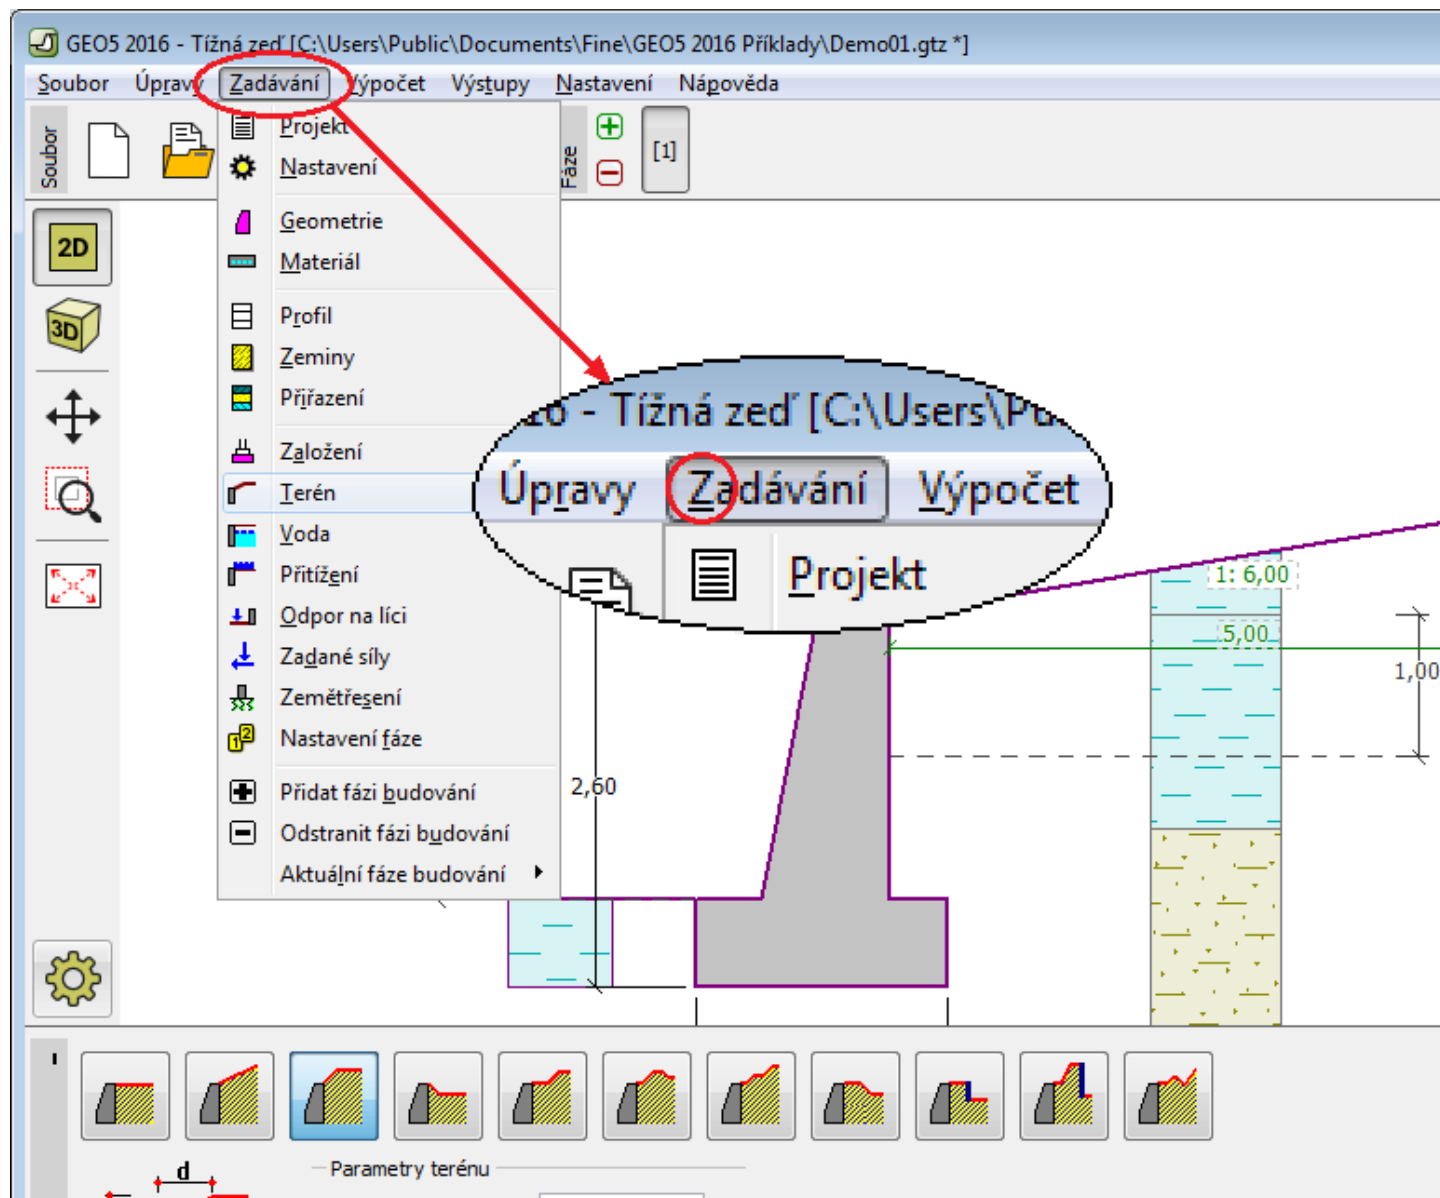 GEO5 2016 - Tížná zeď [C:\Users\Public\Documents\Fine\GEO5 2016 Příklady\Demo01.gtz *]
Soubor Úpravy Zadávání Výpočet Výstupy Nastavení Nápověda
Soubor
Fáze
[1]
Projekt
Nastavení
Geometrie
Materiál
Profil
Zeminy
Přiřazení
Založení
Terén
Voda
Přitížení
Odpor na líci
Zadané síly
Zemětřesení
Nastavení fáze
Přidat fázi budování
Odstranit fázi budování
Aktuální fáze budování
2D
3D
- Tížná zeď [C:\Users\Pu
Úpravy Zadávání Výpočet
Projekt
1: 6,00
5,00
1,00
2,60
Parametry terénu
d